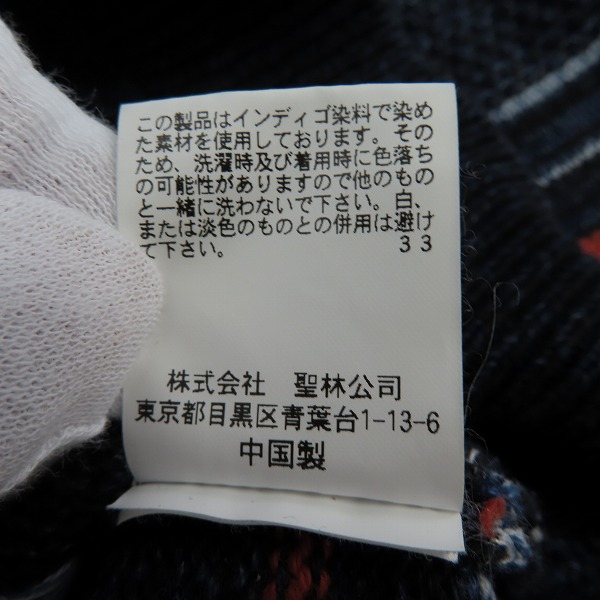 この製品はインディゴ染料で染め
た素材を使用しております。その
ため、洗濯時及び着用時に色落ち
の可能性がありますので他のもの
と一緒に洗わないで下さい。白、
または淡色のものとの併用は避け
て下さい。 33
株式会社 聖林公司
東京都目黒区青葉台1-13-6
中国製